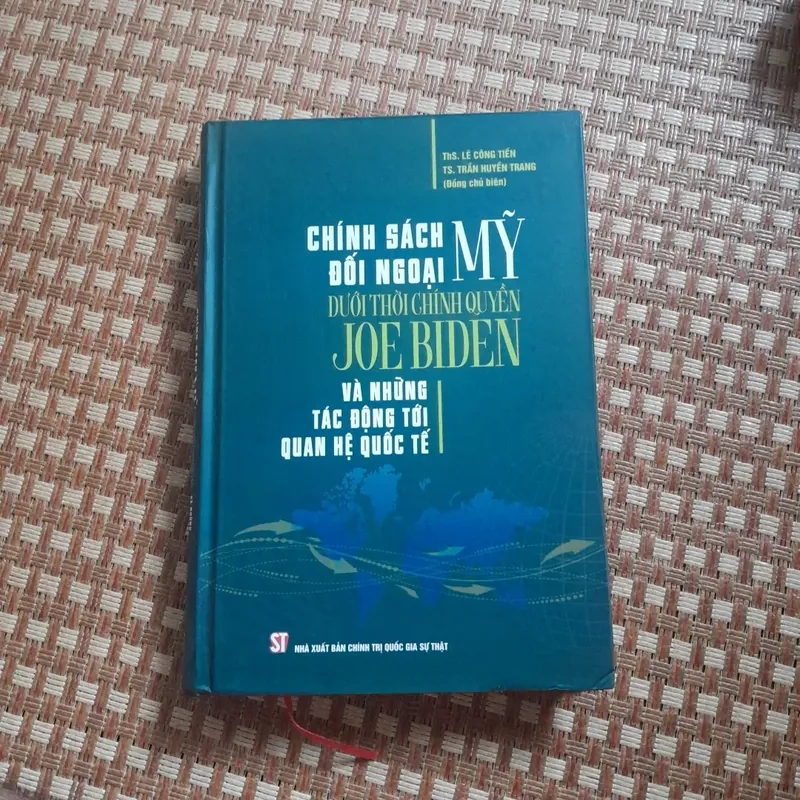 ThS. LÊ CÔNG TIẾN
TS. TRẦN HUYỀN TRANG
(Đồng chủ biên)
CHÍNH SÁCH
ĐỐI NGOẠI MỸ
DƯỚI THỜI CHÍNH QUYỀN
JOE BIDEN
VÀ NHỮNG
TÁC ĐỘNG TỚI
QUAN HỆ QUỐC TẾ
ST NHÀ XUẤT BẢN CHÍNH TRỊ QUỐC GIA SỰ THẬT